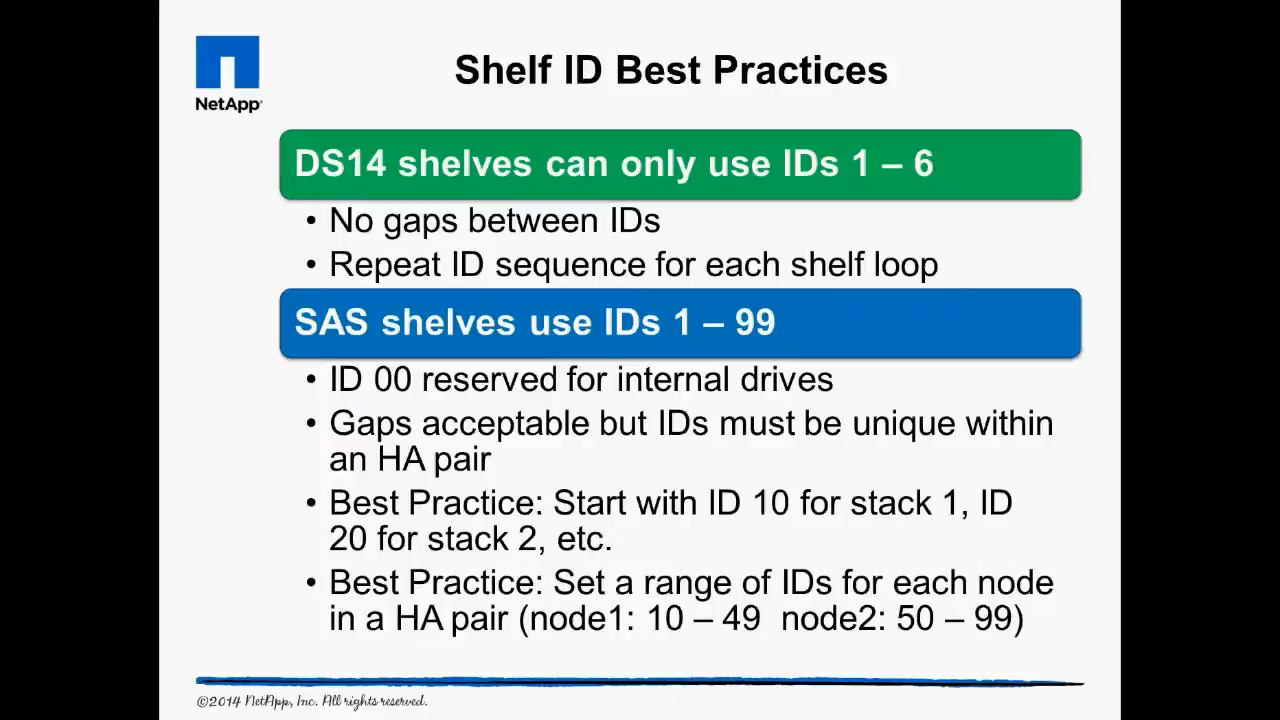 NetApp®
Shelf ID Best Practices
DS14 shelves can only use IDs 1 – 6
• No gaps between IDs
• Repeat ID sequence for each shelf loop
SAS shelves use IDs 1 – 99
• ID 00 reserved for internal drives
• Gaps acceptable but IDs must be unique within
an HA pair
• Best Practice: Start with ID 10 for stack 1, ID
20 for stack 2, etc.
• Best Practice: Set a range of IDs for each node
in a HA pair (node1: 10 – 49  node2: 50 – 99)
©2014 NetApp, Inc. All rights reserved.